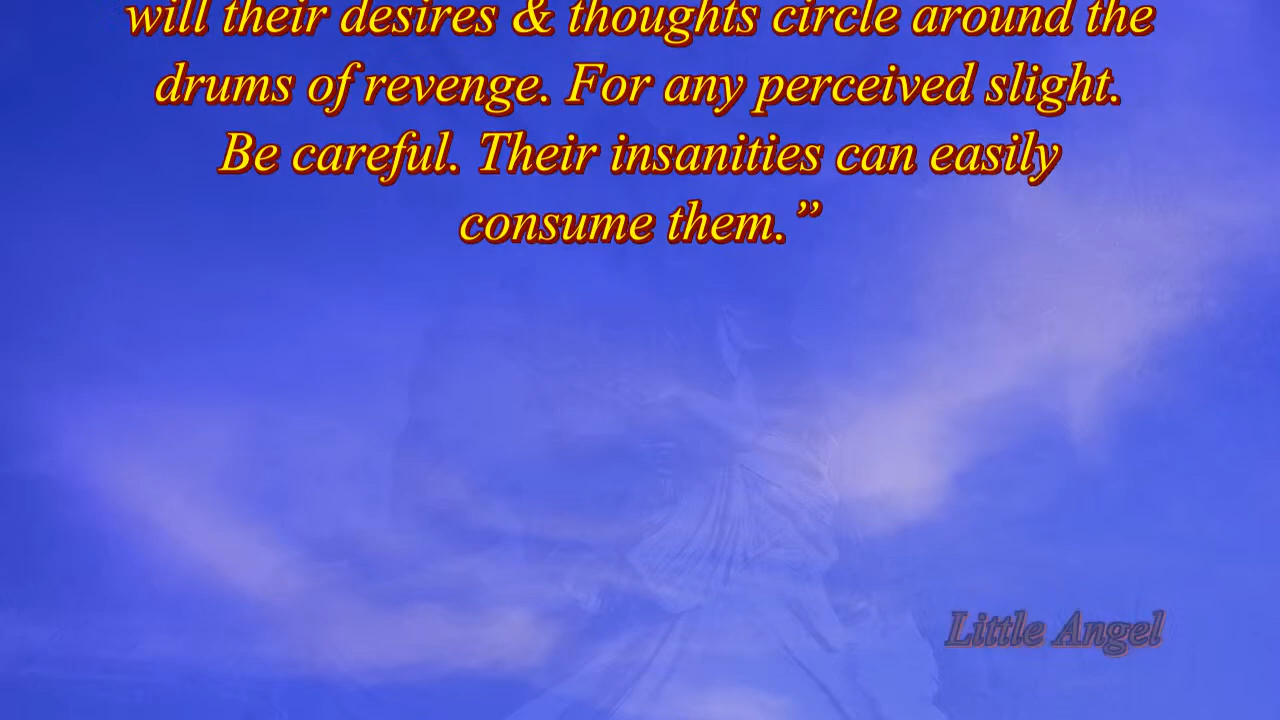 will their desires & thoughts circle around the
drums of revenge. For any perceived slight.
Be careful. Their insanities can easily
consume them.”
Little Angel